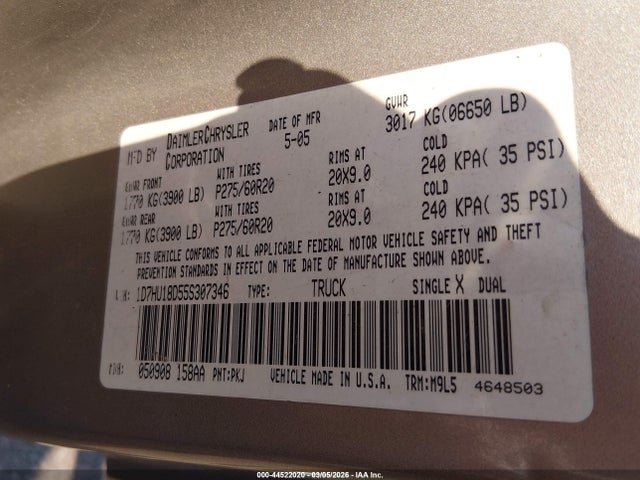 MFD BY DAIMLERCHRYSLER CORPORATION DATE OF MFR 5-05 GVWR 3017 KG(06650 LB)
GAWR FRONT 1770 KG(3900 LB) WITH TIRES P275/60R20 RIMS AT 20X9.0 COLD 240 KPA( 35 PSI)
GAWR REAR 1770 KG(3900 LB) WITH TIRES P275/60R20 RIMS AT 20X9.0 COLD 240 KPA( 35 PSI)
THIS VEHICLE CONFORMS TO ALL APPLICABLE FEDERAL MOTOR VEHICLE SAFETY AND THEFT
PREVENTION STANDARDS IN EFFECT ON THE DATE OF MANUFACTURE SHOWN ABOVE.
1D7HU18D55S307346 TYPE: TRUCK SINGLE X DUAL
050908 158AA PNT:PKJ VEHICLE MADE IN U.S.A. TRM:M9L5 4648503
000-44522020 - 03/05/2026 - IAA Inc.